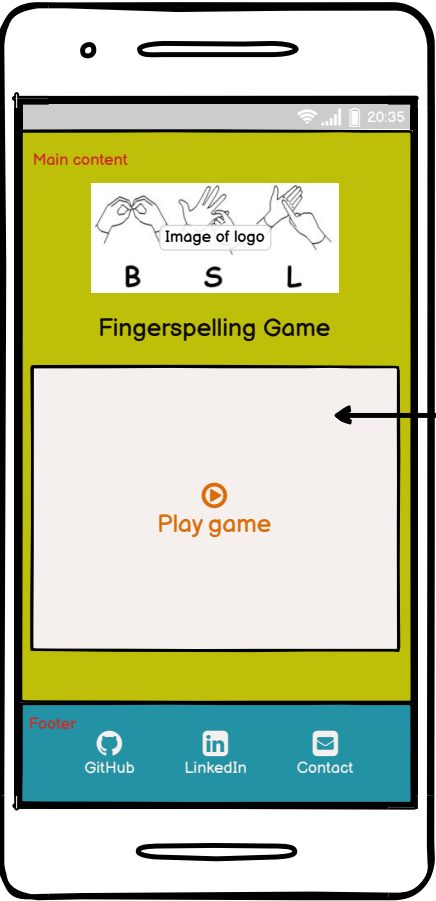 20:35
Main content
Image of logo
B S L
Fingerspelling Game
Play game
Footer
GitHub LinkedIn Contact